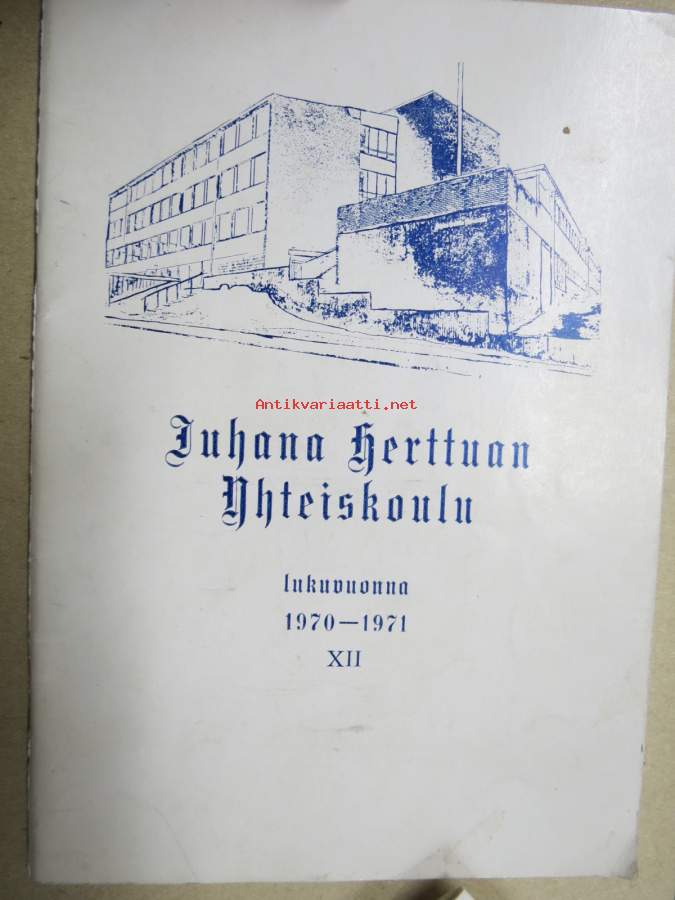 Antikvariaatti.net
Juhana Herttuan
Yhteiskoulu
lukuvuonna
1970—1971
XII